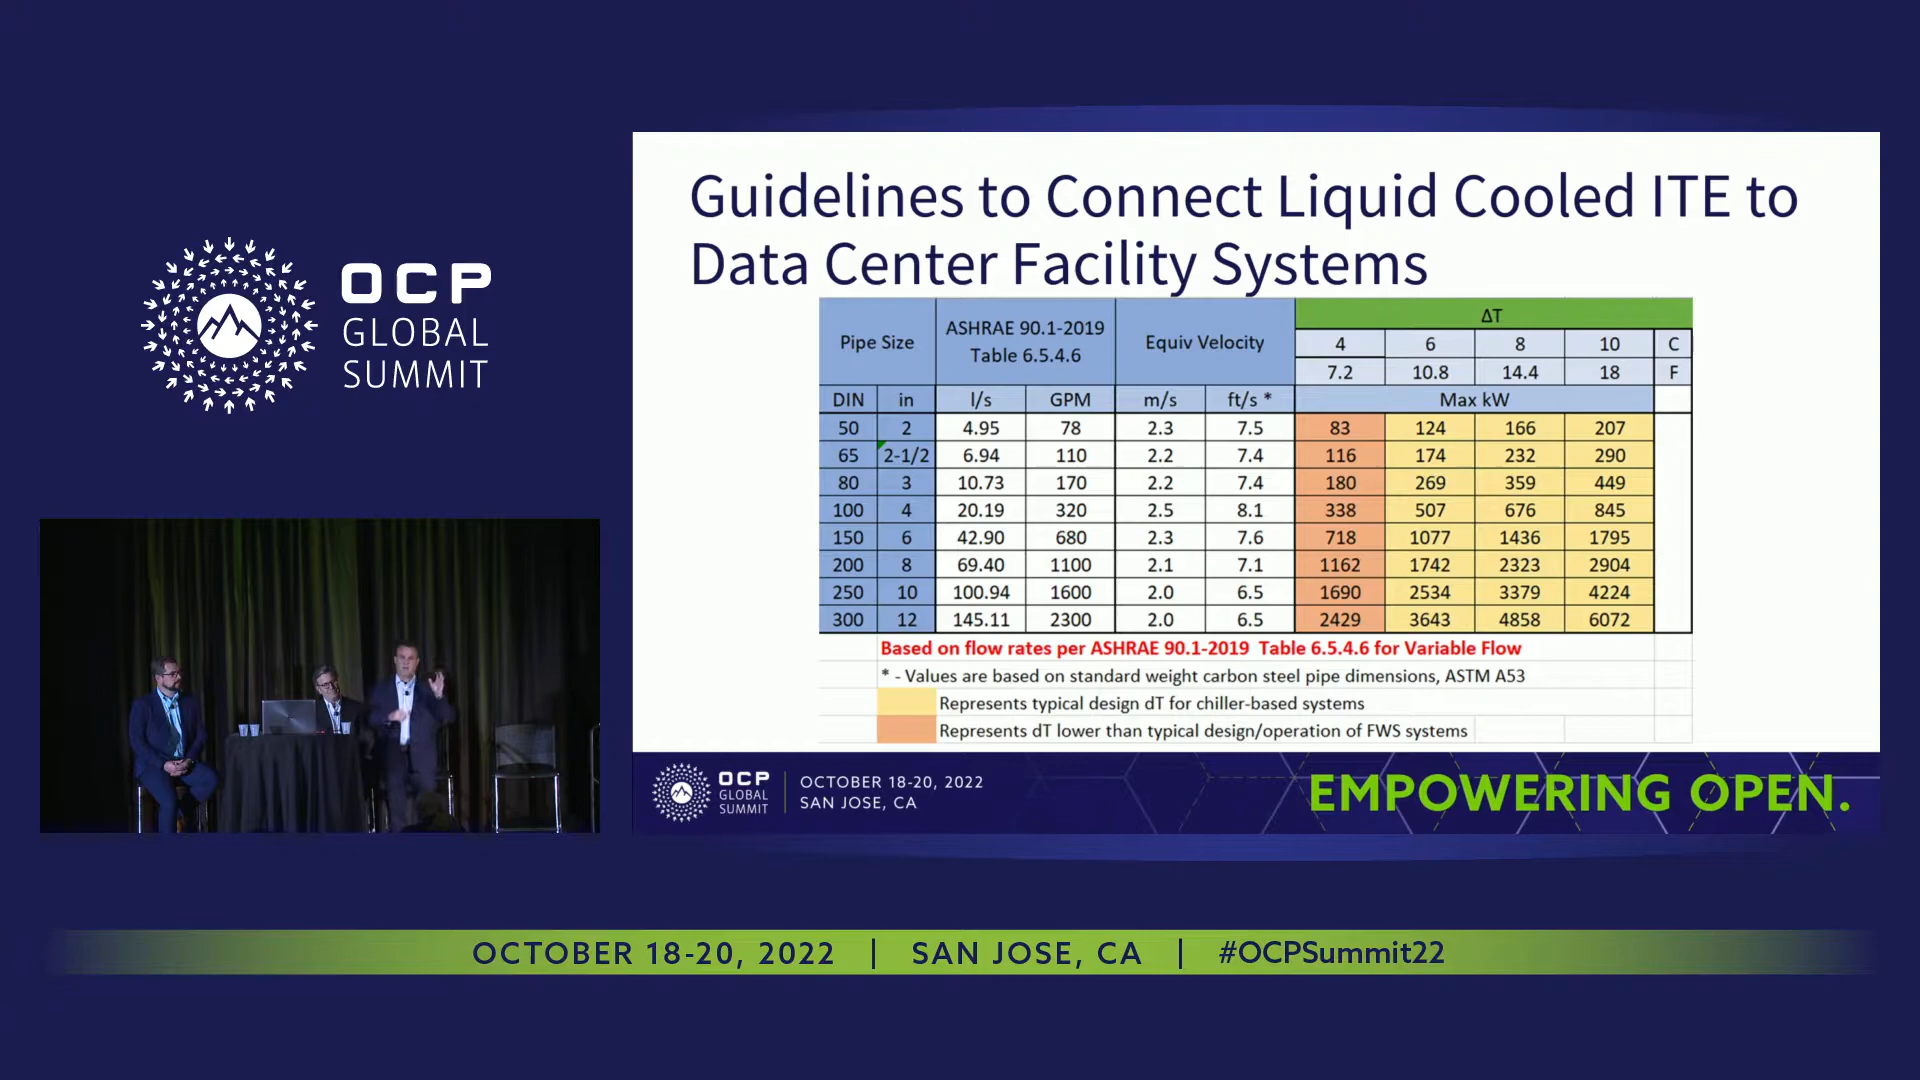 OCP
GLOBAL
SUMMIT
Guidelines to Connect Liquid Cooled ITE to
Data Center Facility Systems
Pipe Size ASHRAE 90.1-2019 Table 6.5.4.6 Equiv Velocity ΔT
4 6 8 10 C
7.2 10.8 14.4 18 F
DIN in l/s GPM m/s ft/s * Max kW
50 2 4.95 78 2.3 7.5 83 124 166 207
65 2-1/2 6.94 110 2.2 7.4 116 174 232 290
80 3 10.73 170 2.2 7.4 180 269 359 449
100 4 20.19 320 2.5 8.1 338 507 676 845
150 6 42.90 680 2.3 7.6 718 1077 1436 1795
200 8 69.40 1100 2.1 7.1 1162 1742 2323 2904
250 10 100.94 1600 2.0 6.5 1690 2534 3379 4224
300 12 145.11 2300 2.0 6.5 2429 3643 4858 6072
Based on flow rates per ASHRAE 90.1-2019 Table 6.5.4.6 for Variable Flow
* - Values are based on standard weight carbon steel pipe dimensions, ASTM A53
Represents typical design dT for chiller-based systems
Represents dT lower than typical design/operation of FWS systems
OCP
GLOBAL
SUMMIT
OCTOBER 18-20, 2022
SAN JOSE, CA
EMPOWERING OPEN.
OCTOBER 18-20, 2022 | SAN JOSE, CA | #OCPSummit22